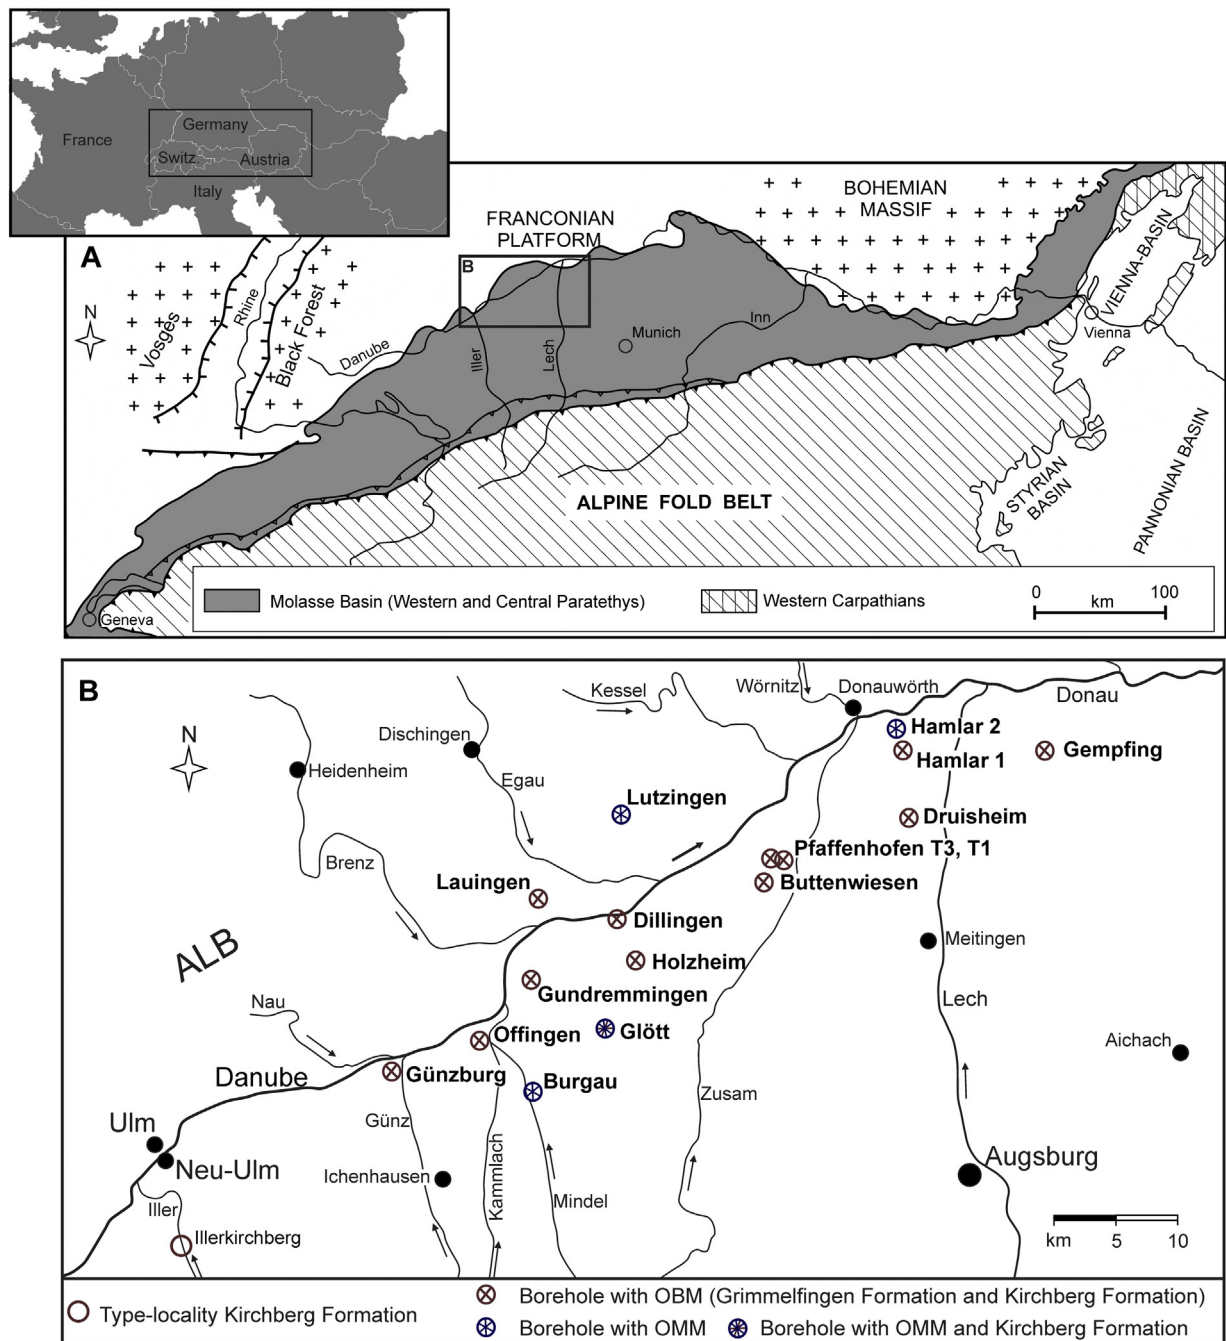 France
Germany
Switz.
Austria
Italy
A
N
Vosges
Rhine
Black Forest
Danube
FRANCONIAN
PLATFORM
B
Iller
Lech
Munich
Inn
BOHEMIAN
MASSIF
VIENNA-BASIN
Vienna
STYRIAN
BASIN
PANNONIAN BASIN
ALPINE FOLD BELT
Geneva
Molasse Basin (Western and Central Paratethys)
Western Carpathians
0 100
km
B
N
Kessel
Wörnitz
Donauwörth
Donau
Dischingen
Hamlar 2
Hamlar 1
Gempfing
Heidenheim
Egau
Lutzingen
Druisheim
Brenz
Pfaffenhofen T3, T1
Lauingen
Buttenwiesen
Dillingen
ALB
Meitingen
Holzheim
Gundremmingen
Nau
Lech
Offingen
Glött
Aichach
Danube
Günzburg
Burgau
Zusam
Ulm
Günz
Neu-Ulm
Ichenhausen
Kammlach
Mindel
Augsburg
Iller
Illerkirchberg
km 5 10
Type-locality Kirchberg Formation
Borehole with OBM (Grimmelfingen Formation and Kirchberg Formation)
Borehole with OMM
Borehole with OMM and Kirchberg Formation